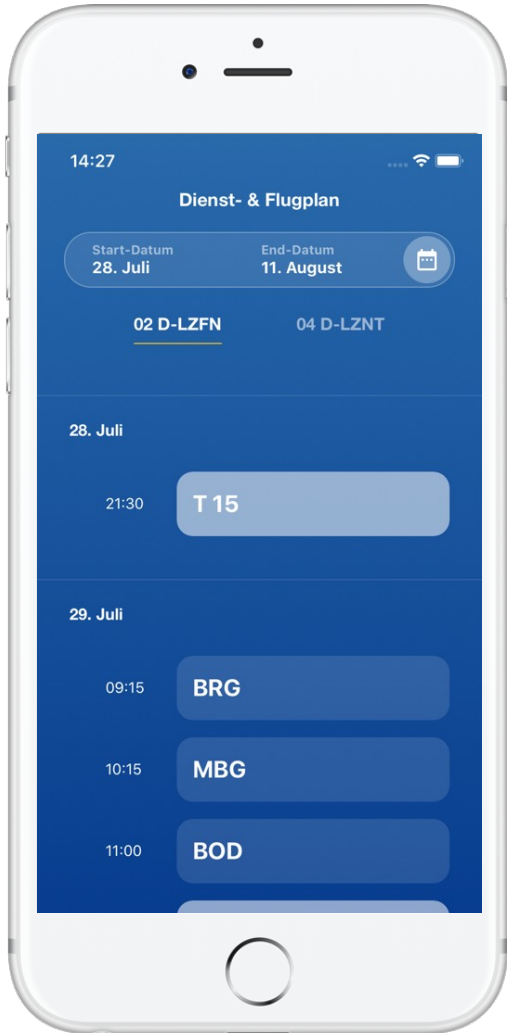 14:27
Dienst- & Flugplan
Start-Datum End-Datum
28. Juli 11. August
02 D-LZFN 04 D-LZNT
28. Juli
21:30 T 15
29. Juli
09:15 BRG
10:15 MBG
11:00 BOD